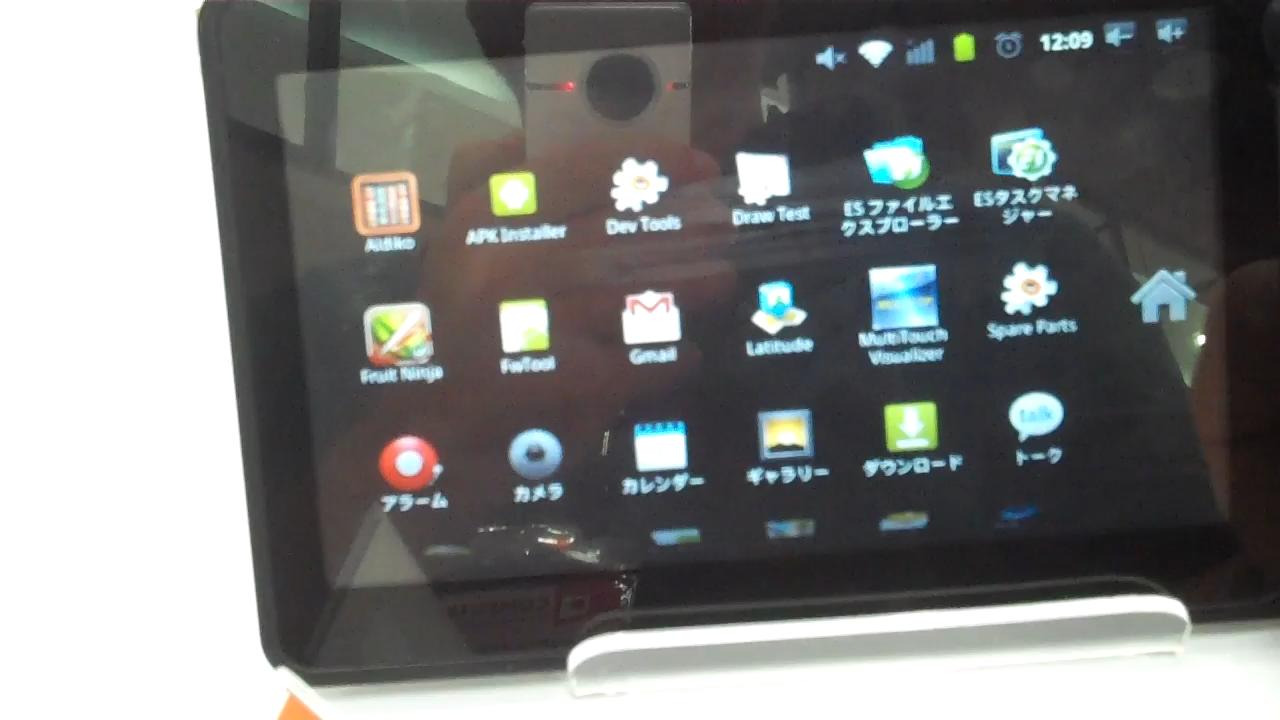 12:09
Aldiko
APK Installer
Dev Tools
Draw Test
ES ファイルエ
クスプローラー
ESタスクマネ
ジャー
Fruit Ninja
FwTool
Gmail
Latitude
MultiTouch
Visualizer
Spare Parts
talk
アラーム
カメラ
カレンダー
ギャラリー
ダウンロード
トーク